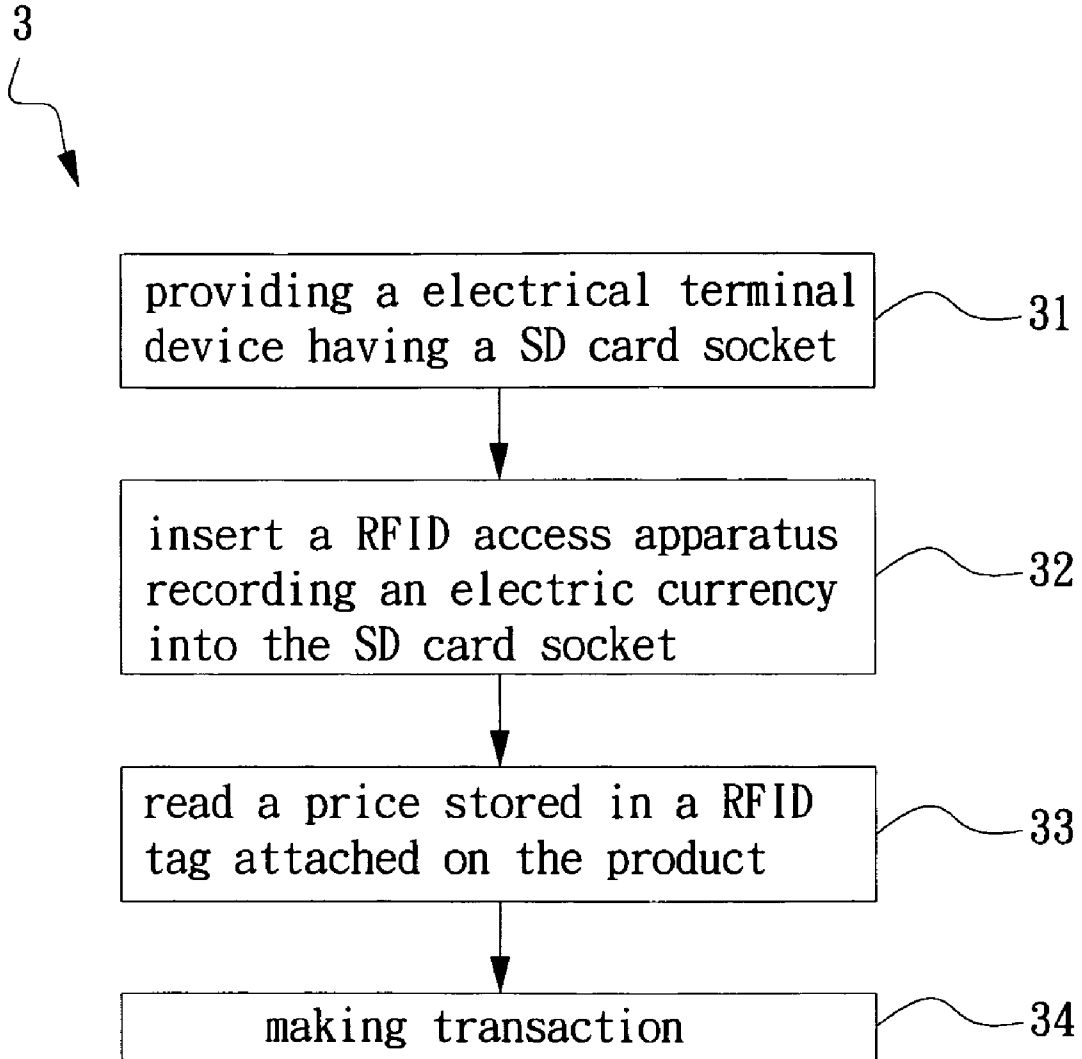 3
providing a electrical terminal
device having a SD card socket
31
insert a RFID access apparatus
recording an electric currency
into the SD card socket
32
read a price stored in a RFID
tag attached on the product
33
making transaction
34